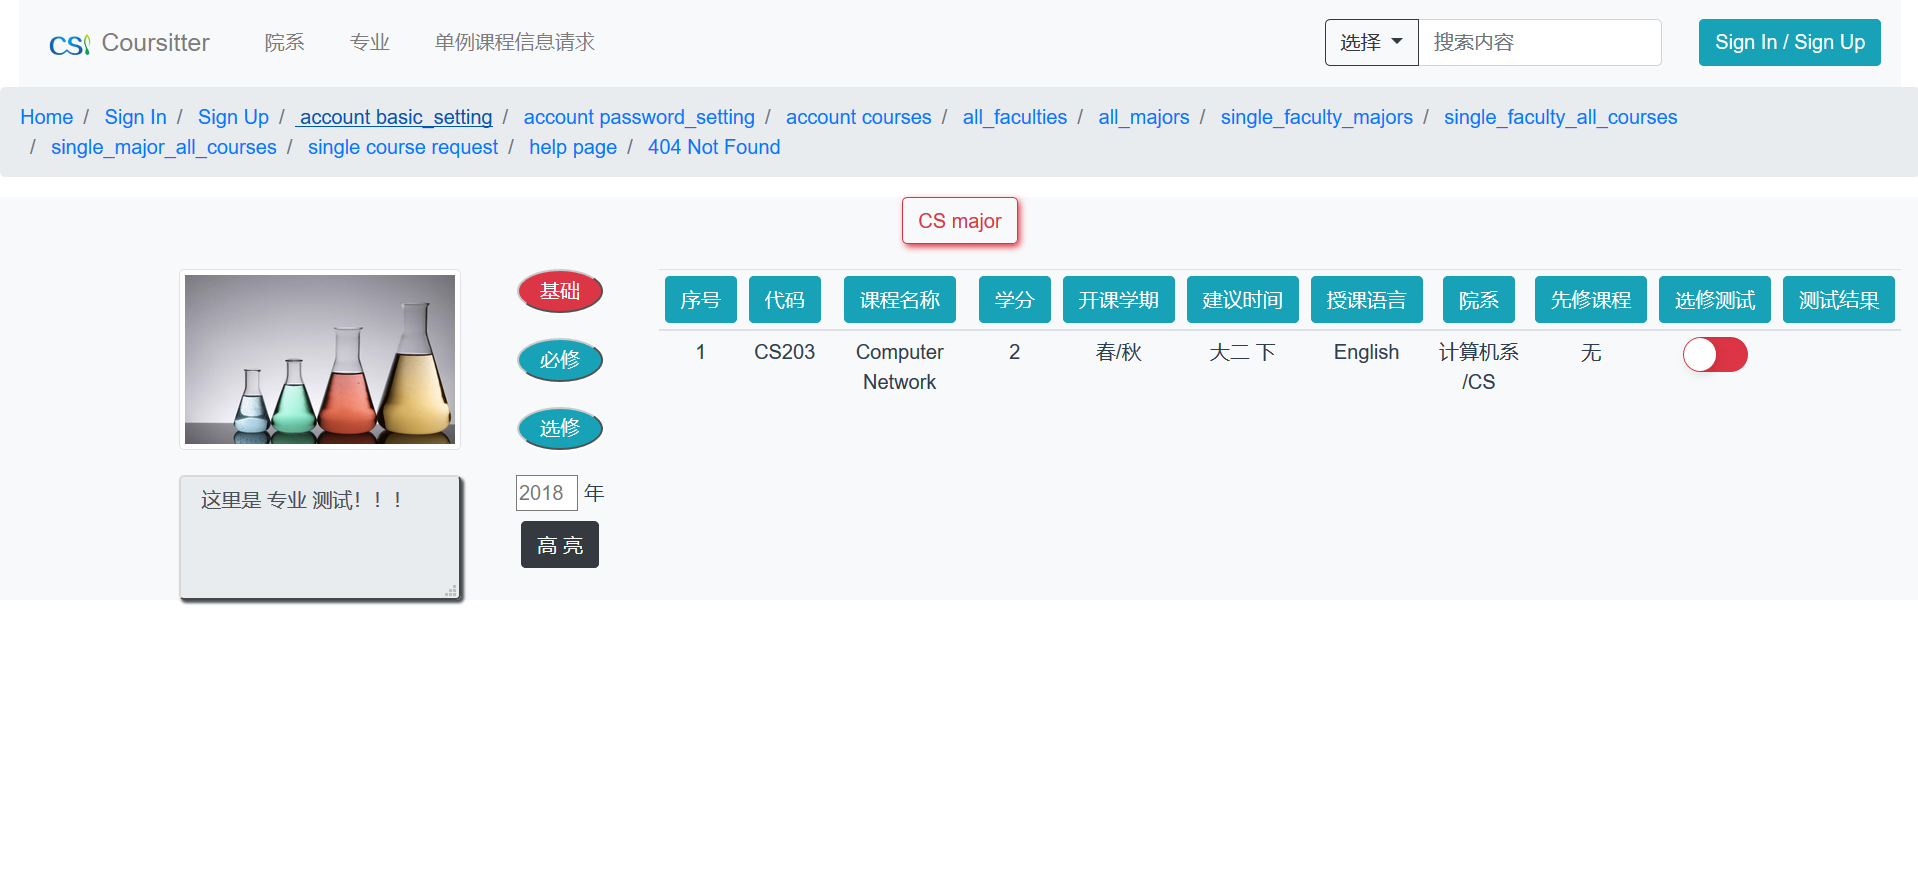 CS Coursitter 院系 专业 单例课程信息请求 选择 搜索内容 Sign In / Sign Up
Home / Sign In / Sign Up / account basic_setting / account password_setting / account courses / all_faculties / all_majors / single_faculty_majors / single_faculty_all_courses
/ single_major_all_courses / single course request / help page / 404 Not Found
CS major
基础
必修
选修
2018 年
高 亮
这里是 专业 测试！！！
序号 代码 课程名称 学分 开课学期 建议时间 授课语言 院系 先修课程 选修测试 测试结果
1 CS203 Computer 2 春/秋 大二 下 English 计算机系 无
Network /CS